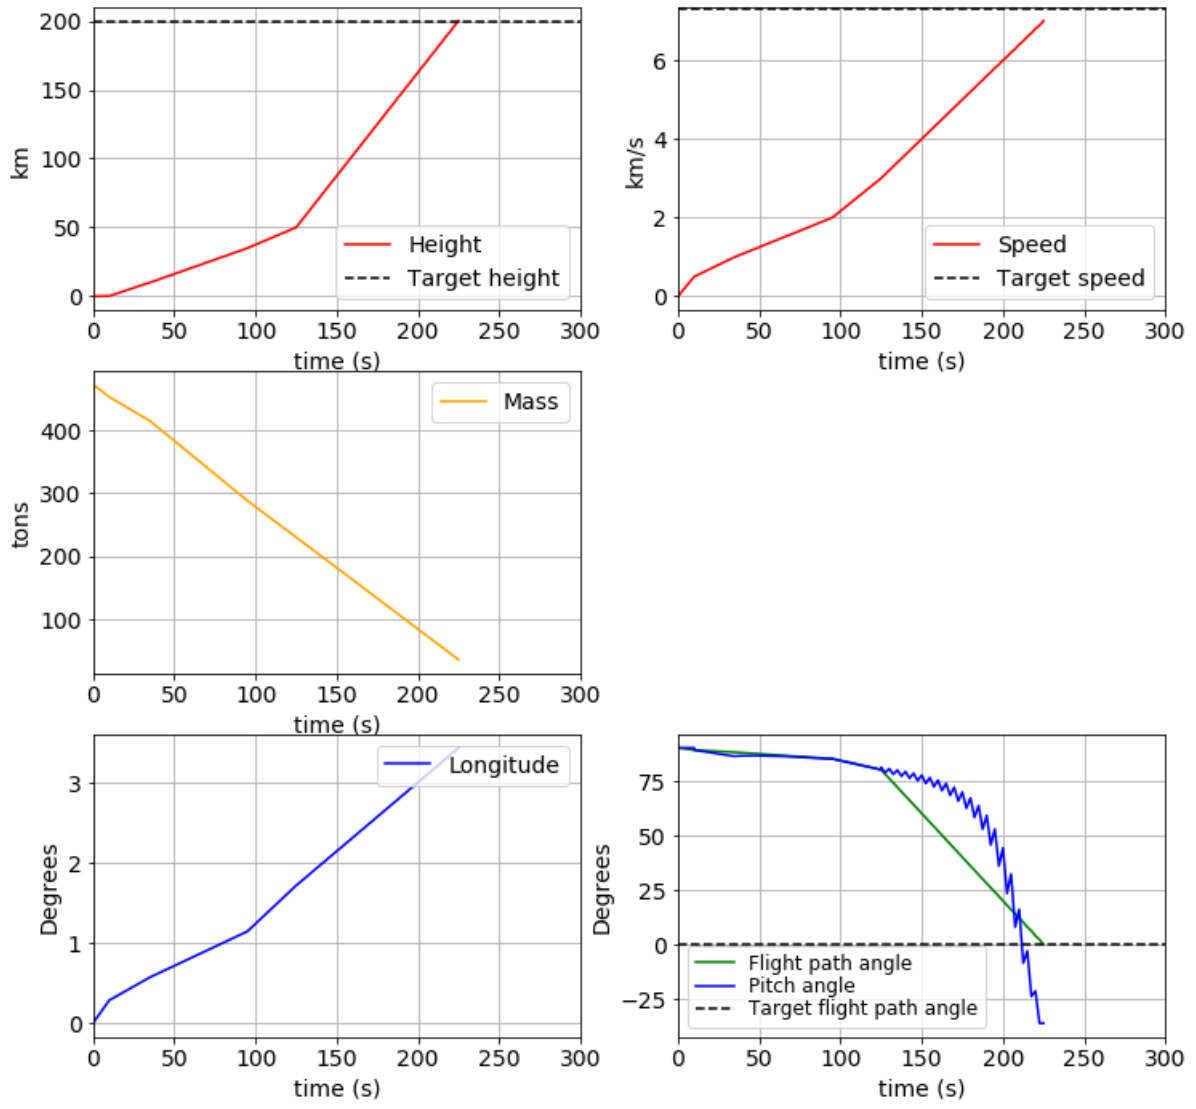 200
150
100
50
0
km
Height
Target height
0 50 100 150 200 250 300
time (s)
6
4
2
0
km/s
Speed
Target speed
0 50 100 150 200 250 300
time (s)
400
300
200
100
tons
Mass
0 50 100 150 200 250 300
time (s)
3
2
1
0
Degrees
Longitude
0 50 100 150 200 250 300
time (s)
75
50
25
0
−25
Degrees
Flight path angle
Pitch angle
Target flight path angle
0 50 100 150 200 250 300
time (s)